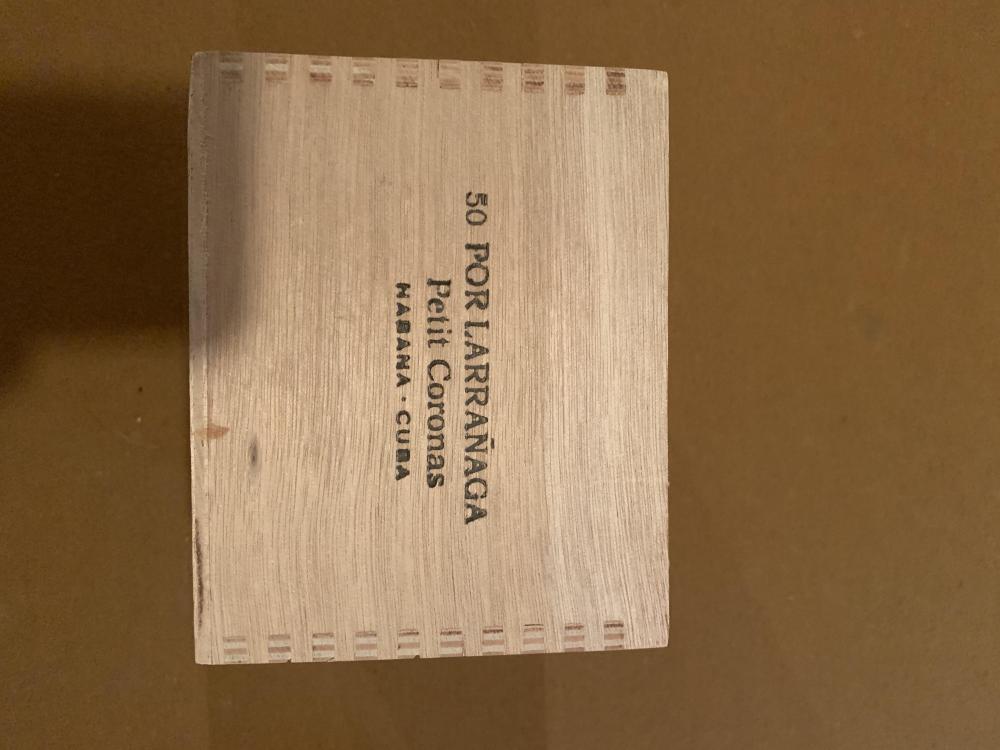 50 POR LARRAÑAGA
Petit Coronas
HABANA · CUBA